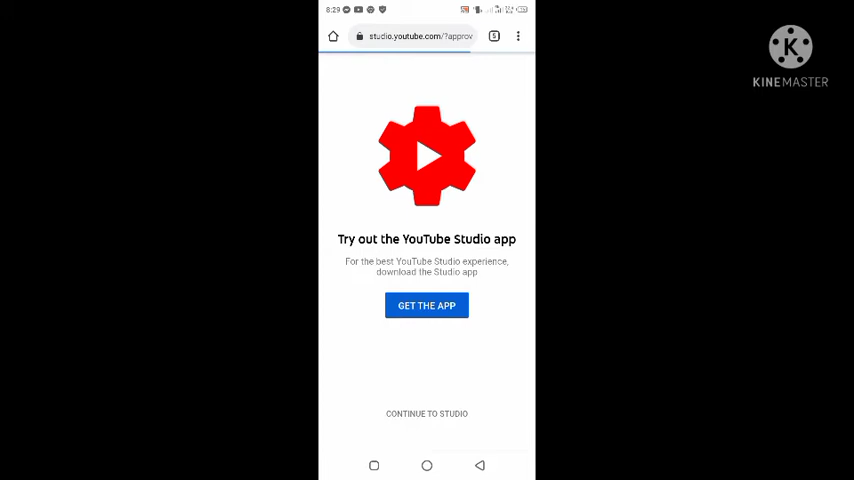 8:29
studio.youtube.com/?approv
5
K
KINEMASTER
Try out the YouTube Studio app
For the best YouTube Studio experience,
download the Studio app
GET THE APP
CONTINUE TO STUDIO